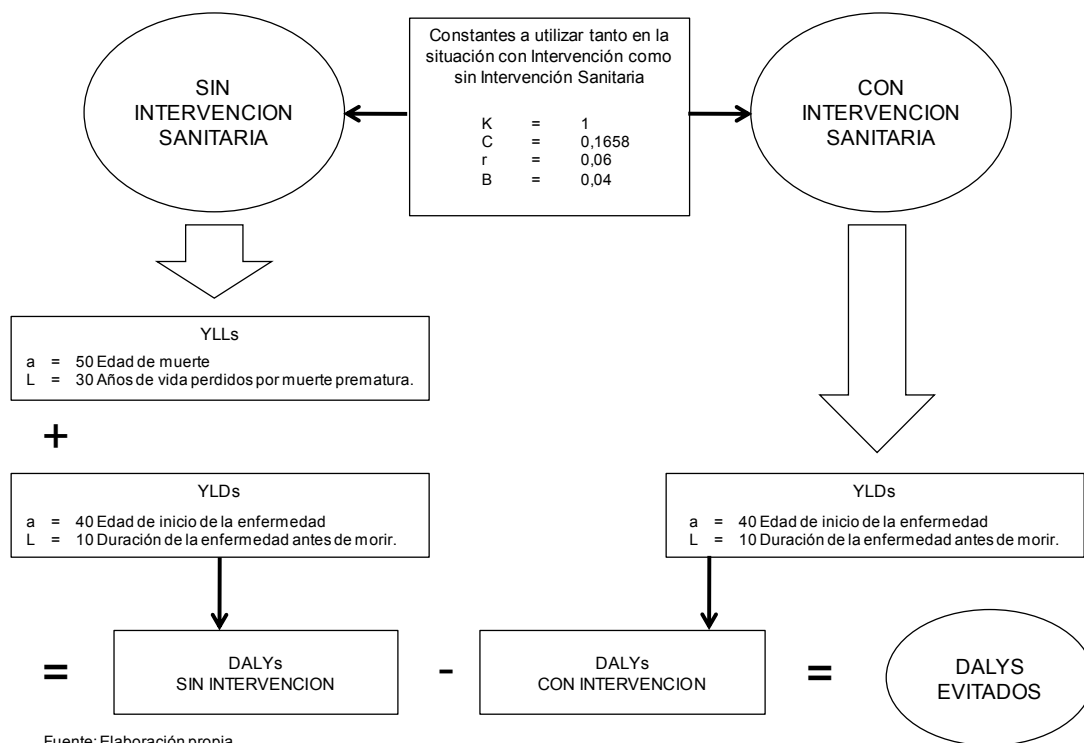 SIN
INTERVENCION
SANITARIA
Constantes a utilizar tanto en la
situación con Intervención como
sin Intervención Sanitaria
K = 1
C = 0,1658
r = 0,06
B = 0,04
CON
INTERVENCION
SANITARIA
YLLs
a = 50 Edad de muerte
L = 30 Años de vida perdidos por muerte prematura.
+
YLDs
a = 40 Edad de inicio de la enfermedad
L = 10 Duración de la enfermedad antes de morir.
YLDs
a = 40 Edad de inicio de la enfermedad
L = 10 Duración de la enfermedad antes de morir.
=
DALYs
SIN INTERVENCION
-
DALYs
CON INTERVENCION
=
DALYS
EVITADOS
Fuente: Elaboración propia